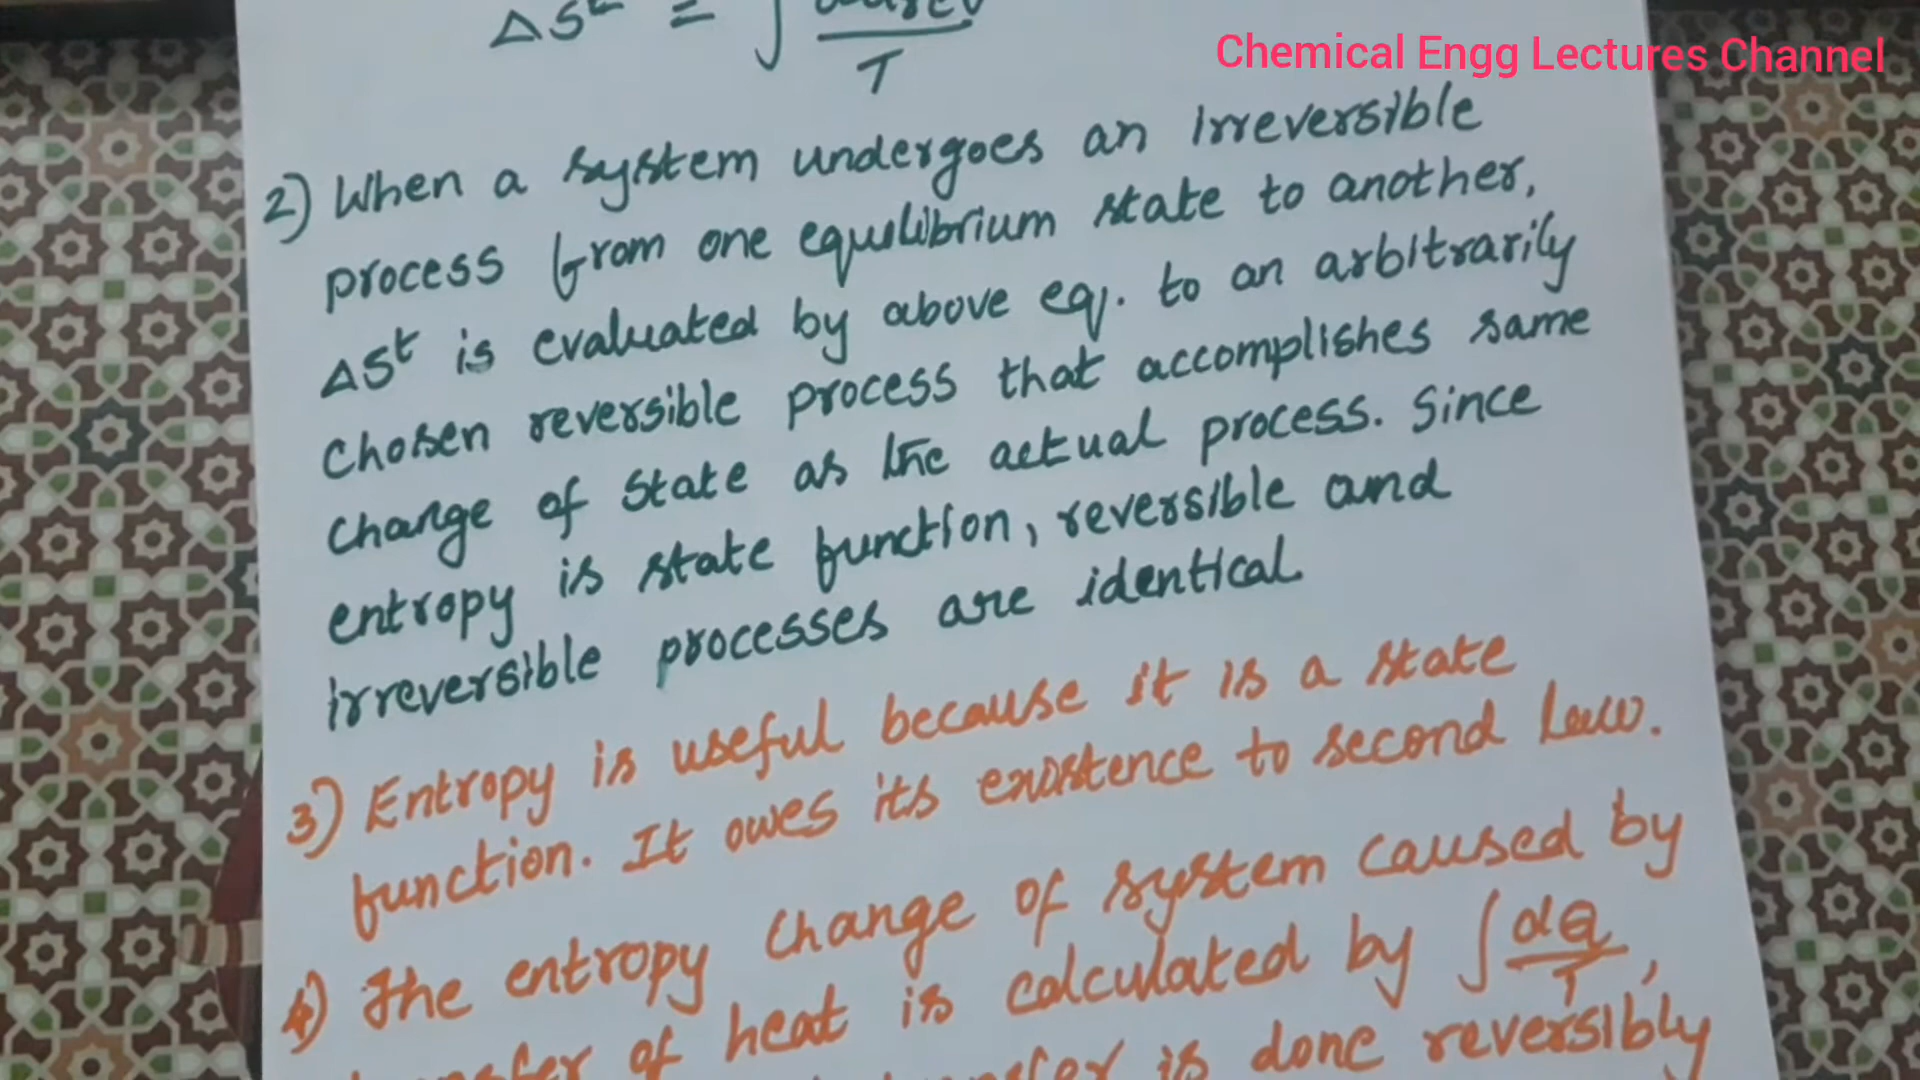 Chemical Engg Lectures Channel
ΔSᵗ = ∫ dQrev
T
2) When a system undergoes an irreversible
process from one equilibrium state to another,
ΔSᵗ is evaluated by above eq. to an arbitrarily
chosen reversible process that accomplishes same
change of state as the actual process. Since
entropy is state function, reversible and
irreversible processes are identical
3) Entropy is useful because it is a state
function. It owes its existence to second law.
4) The entropy change of system caused by
of heat is calculated by ∫ dQ/T,
is done reversibly